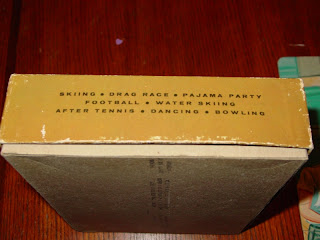 SKIING • DRAG RACE • PAJAMA PARTY
FOOTBALL • WATER SKIING
AFTER TENNIS • DANCING • BOWLING